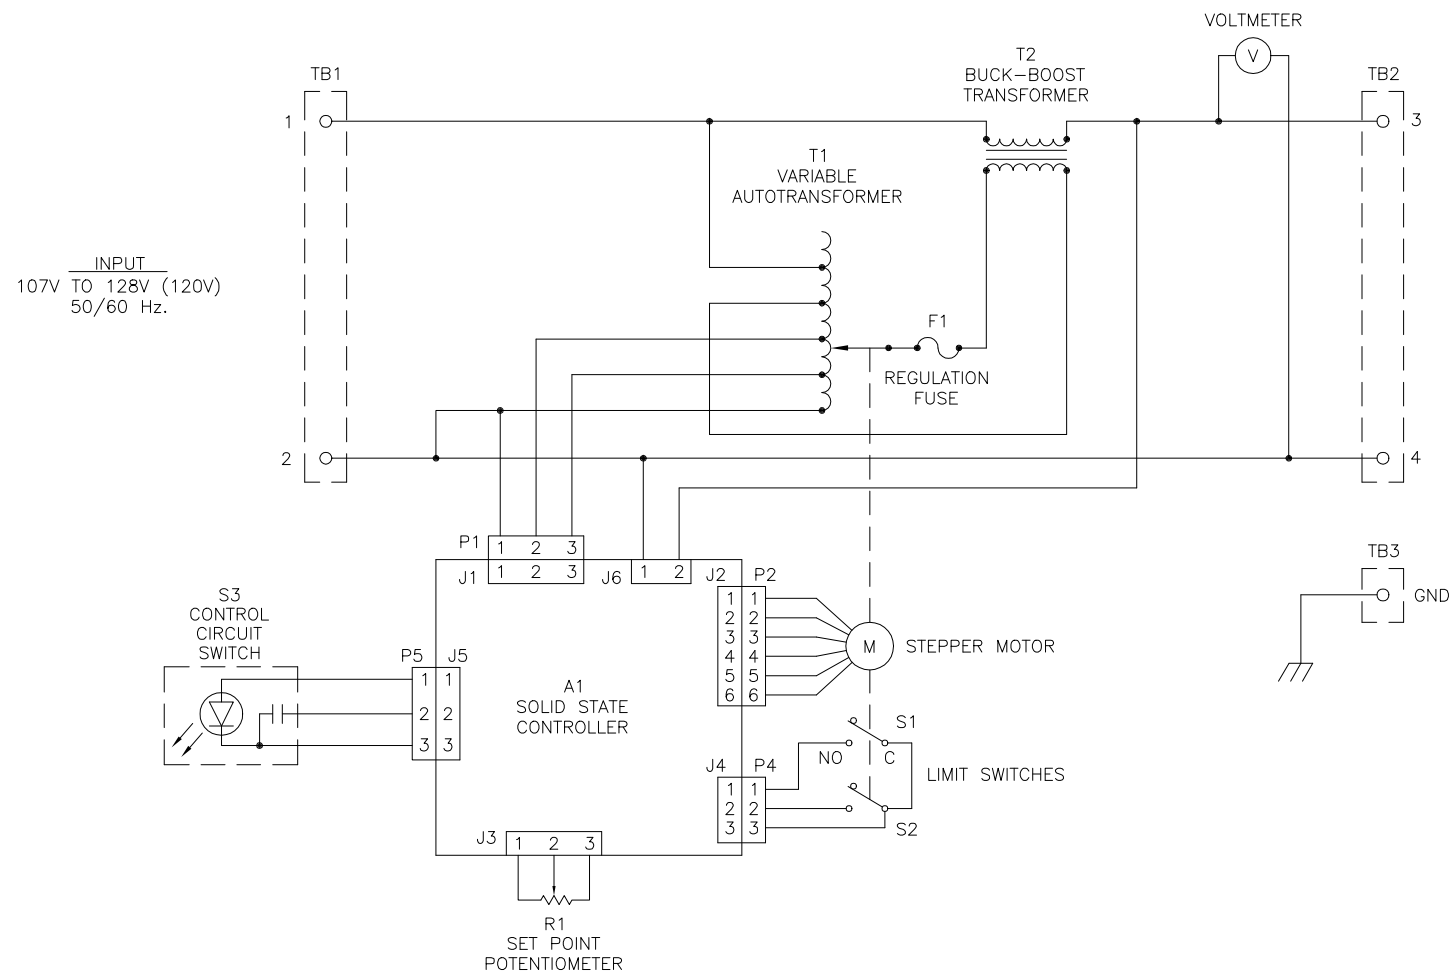 VOLTMETER
V
T2
BUCK-BOOST
TRANSFORMER
TB1
TB2
1
3
T1
VARIABLE
AUTOTRANSFORMER
INPUT
107V TO 128V (120V)
50/60 Hz.
F1
REGULATION
FUSE
2
4
P1
1 2 3
J1
1 2 3
J6
1 2
J2 P2
1 1
2 2
3 3
4 4
5 5
6 6
M
STEPPER MOTOR
TB3
GND
S3
CONTROL
CIRCUIT
SWITCH
P5 J5
1 1
2 2
3 3
A1
SOLID STATE
CONTROLLER
S1
NO C
LIMIT SWITCHES
S2
J4 P4
1 1
2 2
3 3
J3
1 2 3
R1
SET POINT
POTENTIOMETER